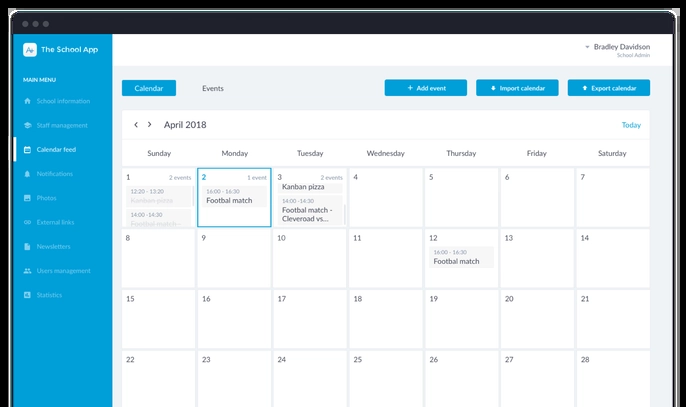 The School App
Bradley Davidson
School Admin
MAIN MENU
School information
Staff management
Calendar feed
Notifications
Photos
External links
Newsletters
Users management
Statistics
Calendar
Events
+ Add event
Import calendar
Export calendar
April 2018
Today
Sunday Monday Tuesday Wednesday Thursday Friday Saturday
1 2 events
12:20 - 13:20
Kanban pizza
14:00 -14:30
Football match -
2 1 event
16:00 - 16:30
Footbal match
3 2 events
Kanban pizza
14:00 -14:30
Football match -
Cleveroad vs...
4 5 6 7
8 9 10 11 12 13 14
16:00 - 16:30
Footbal match
15 16 17 18 19 20 21
22 23 24 25 26 27 28